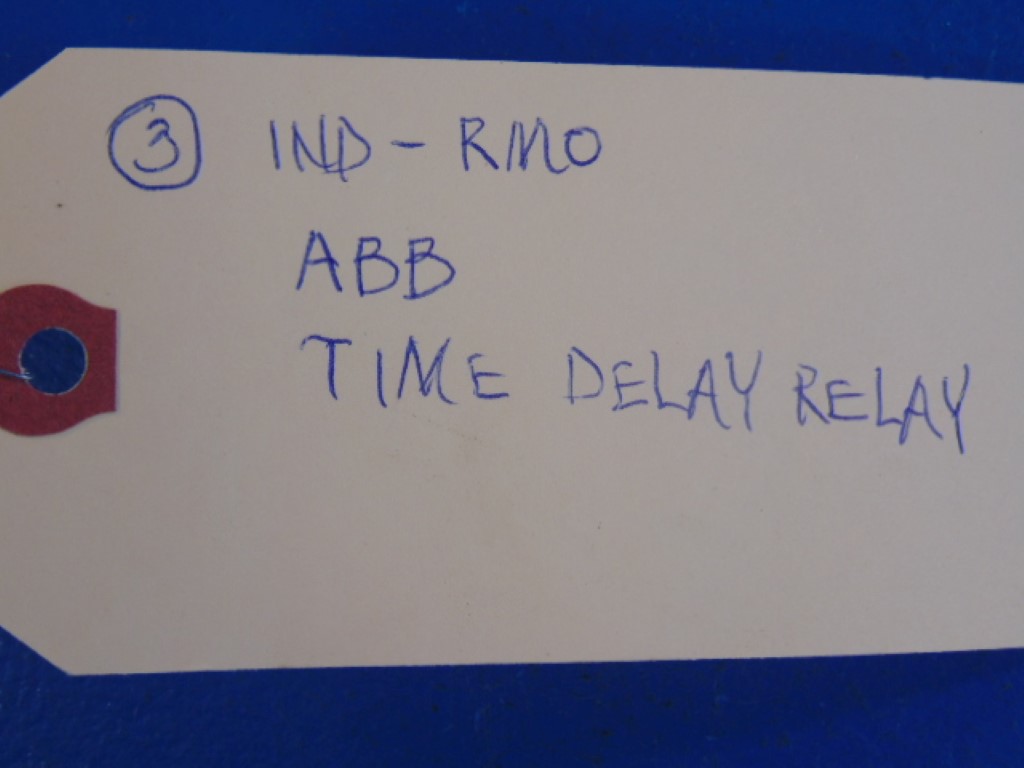 ③ IND - RMO
ABB
TIME DELAY RELAY